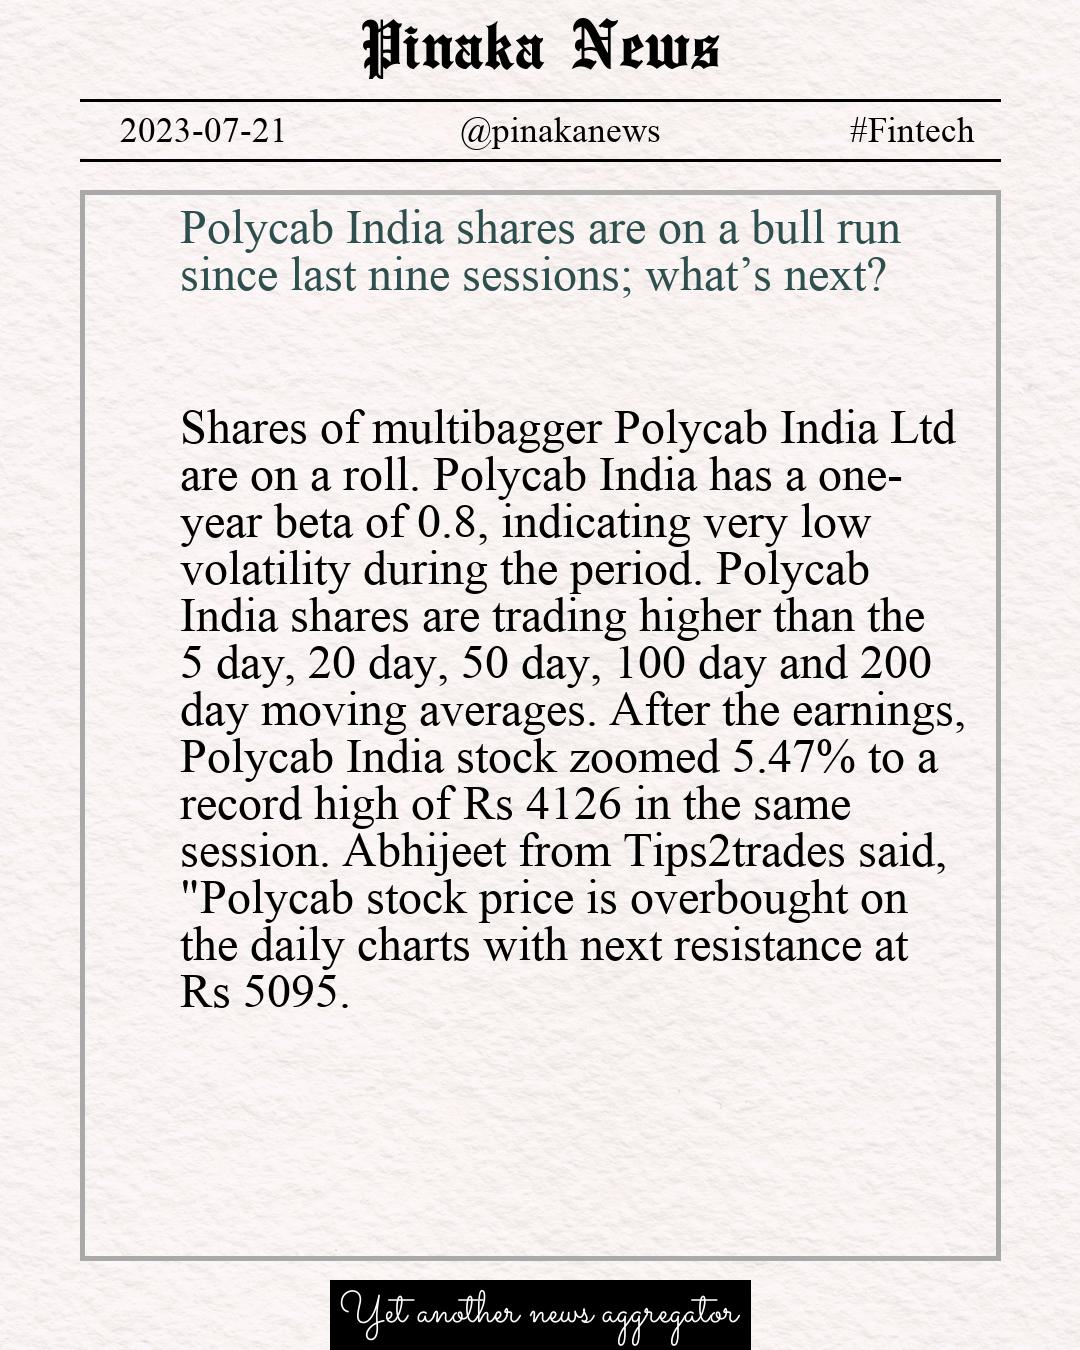 Pinaka News
2023-07-21 @pinakanews #Fintech
Polycab India shares are on a bull run
since last nine sessions; what’s next?
Shares of multibagger Polycab India Ltd
are on a roll. Polycab India has a one-
year beta of 0.8, indicating very low
volatility during the period. Polycab
India shares are trading higher than the
5 day, 20 day, 50 day, 100 day and 200
day moving averages. After the earnings,
Polycab India stock zoomed 5.47% to a
record high of Rs 4126 in the same
session. Abhijeet from Tips2trades said,
"Polycab stock price is overbought on
the daily charts with next resistance at
Rs 5095.
Yet another news aggregator